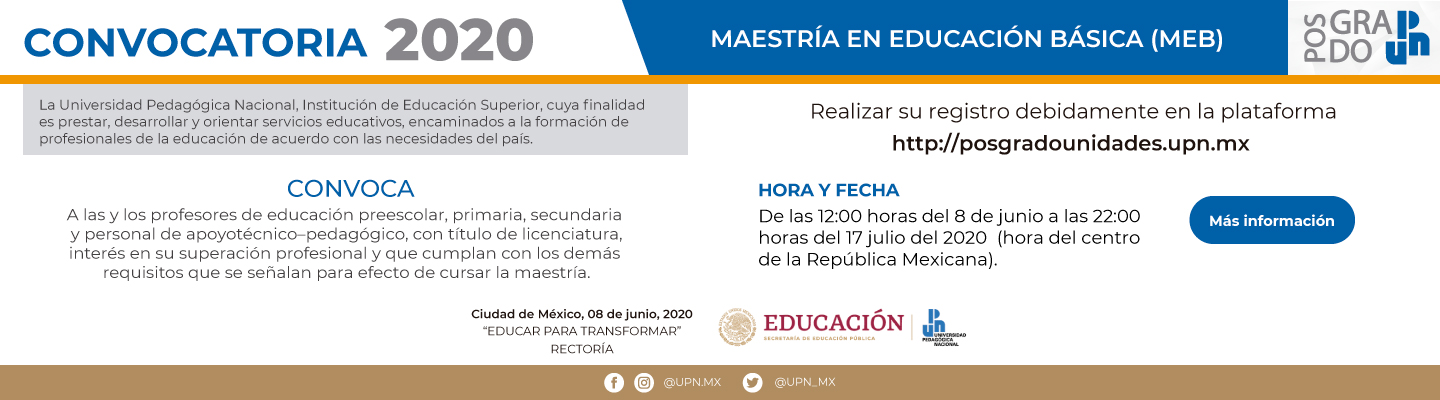 CONVOCATORIA 2020
MAESTRÍA EN EDUCACIÓN BÁSICA (MEB)
POS
GRA
DO
upn
La Universidad Pedagógica Nacional, Institución de Educación Superior, cuya finalidad
es prestar, desarrollar y orientar servicios educativos, encaminados a la formación de
profesionales de la educación de acuerdo con las necesidades del país.
CONVOCA
A las y los profesores de educación preescolar, primaria, secundaria
y personal de apoyotécnico–pedagógico, con título de licenciatura,
interés en su superación profesional y que cumplan con los demás
requisitos que se señalan para efecto de cursar la maestría.
Realizar su registro debidamente en la plataforma
http://posgradounidades.upn.mx
HORA Y FECHA
De las 12:00 horas del 8 de junio a las 22:00
horas del 17 julio del 2020 (hora del centro
de la República Mexicana).
Más información
Ciudad de México, 08 de junio, 2020
“EDUCAR PARA TRANSFORMAR”
RECTORÍA
EDUCACIÓN
SECRETARÍA DE EDUCACIÓN PÚBLICA
upn
UNIVERSIDAD
PEDAGÓGICA
NACIONAL
@UPN.MX
@UPN_MX